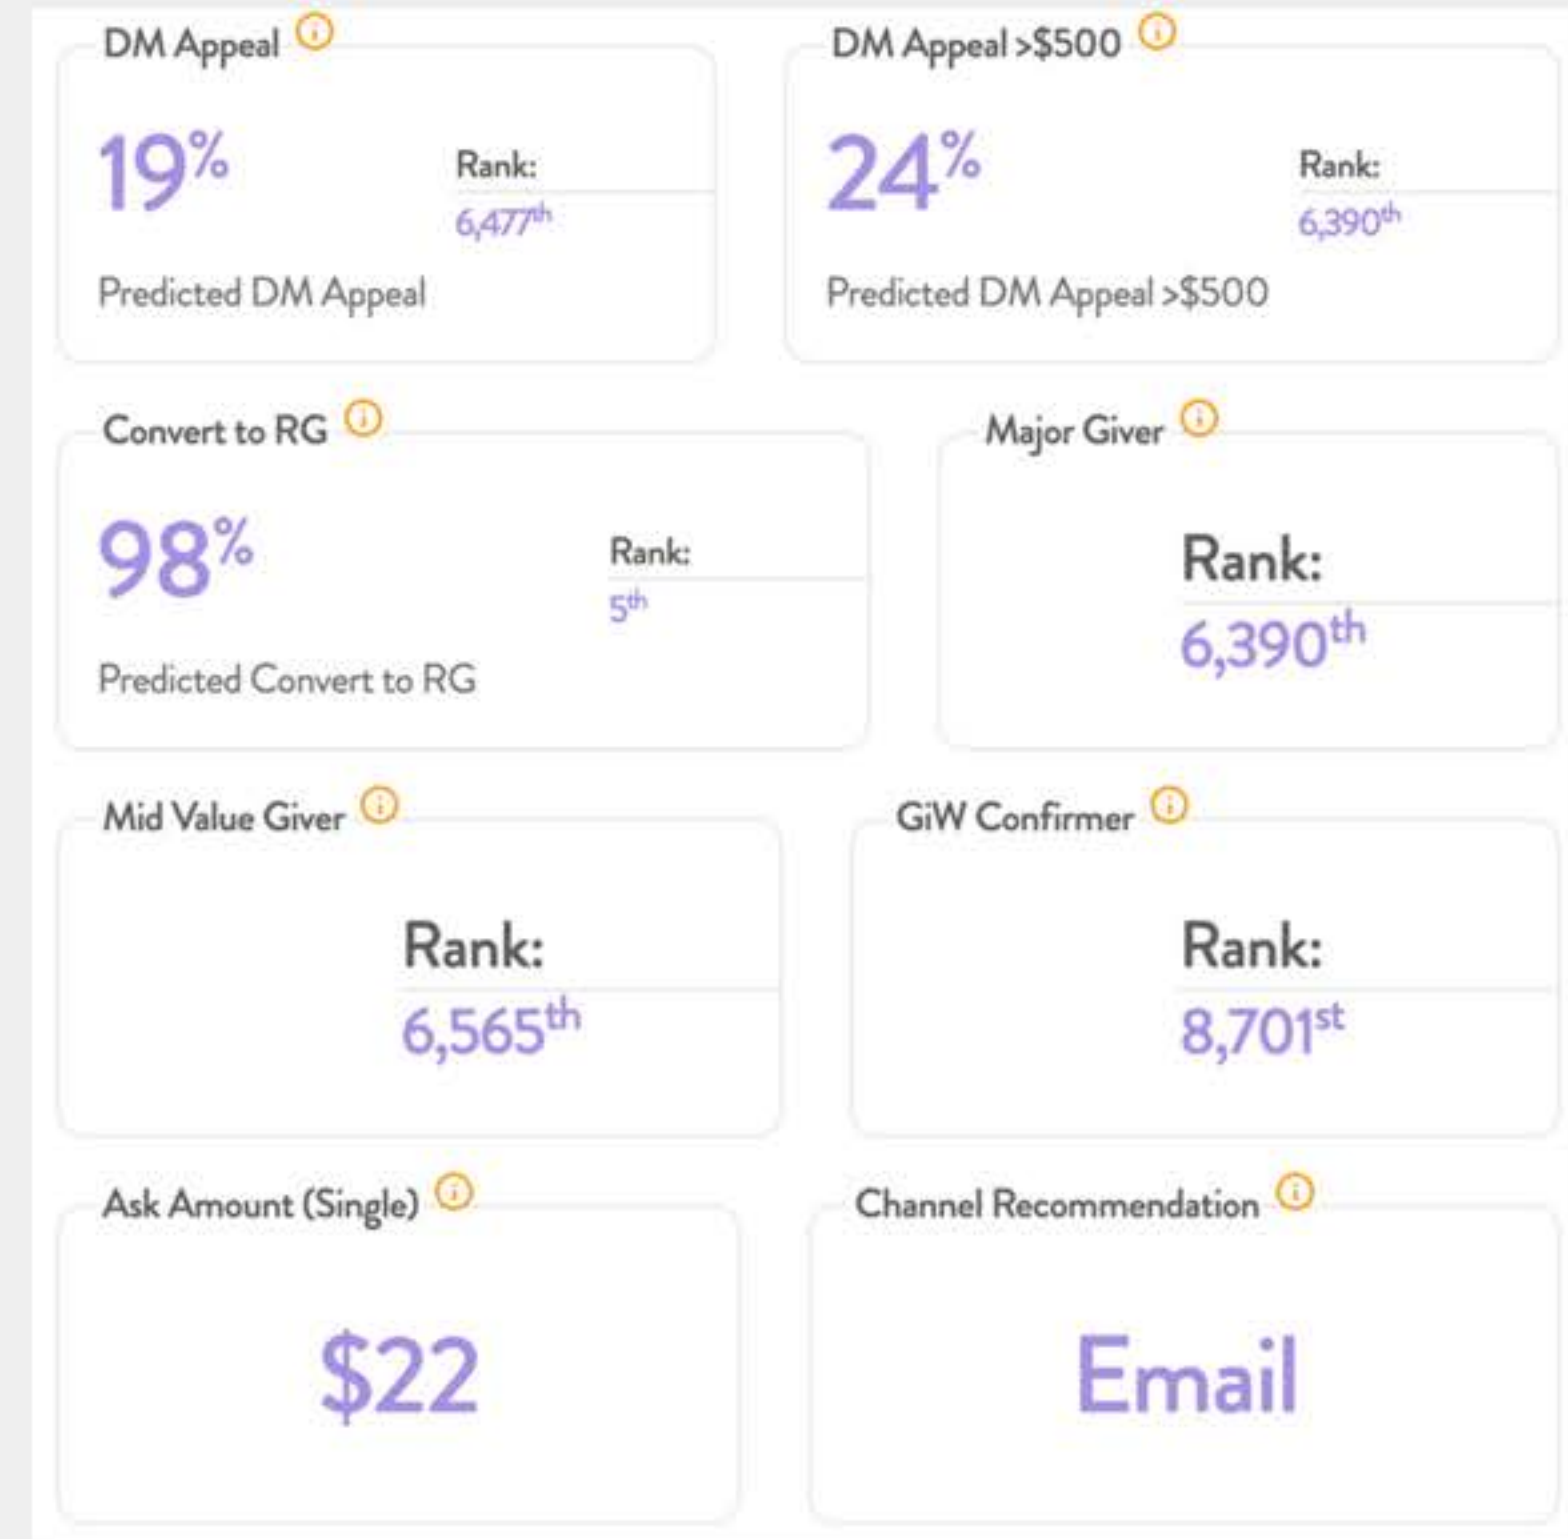 DM Appeal
19%
Rank:
6,477th
Predicted DM Appeal
DM Appeal >$500
24%
Rank:
6,390th
Predicted DM Appeal >$500
Convert to RG
98%
Rank:
5th
Predicted Convert to RG
Major Giver
Rank:
6,390th
Mid Value Giver
Rank:
6,565th
GiW Confirmer
Rank:
8,701st
Ask Amount (Single)
$22
Channel Recommendation
Email